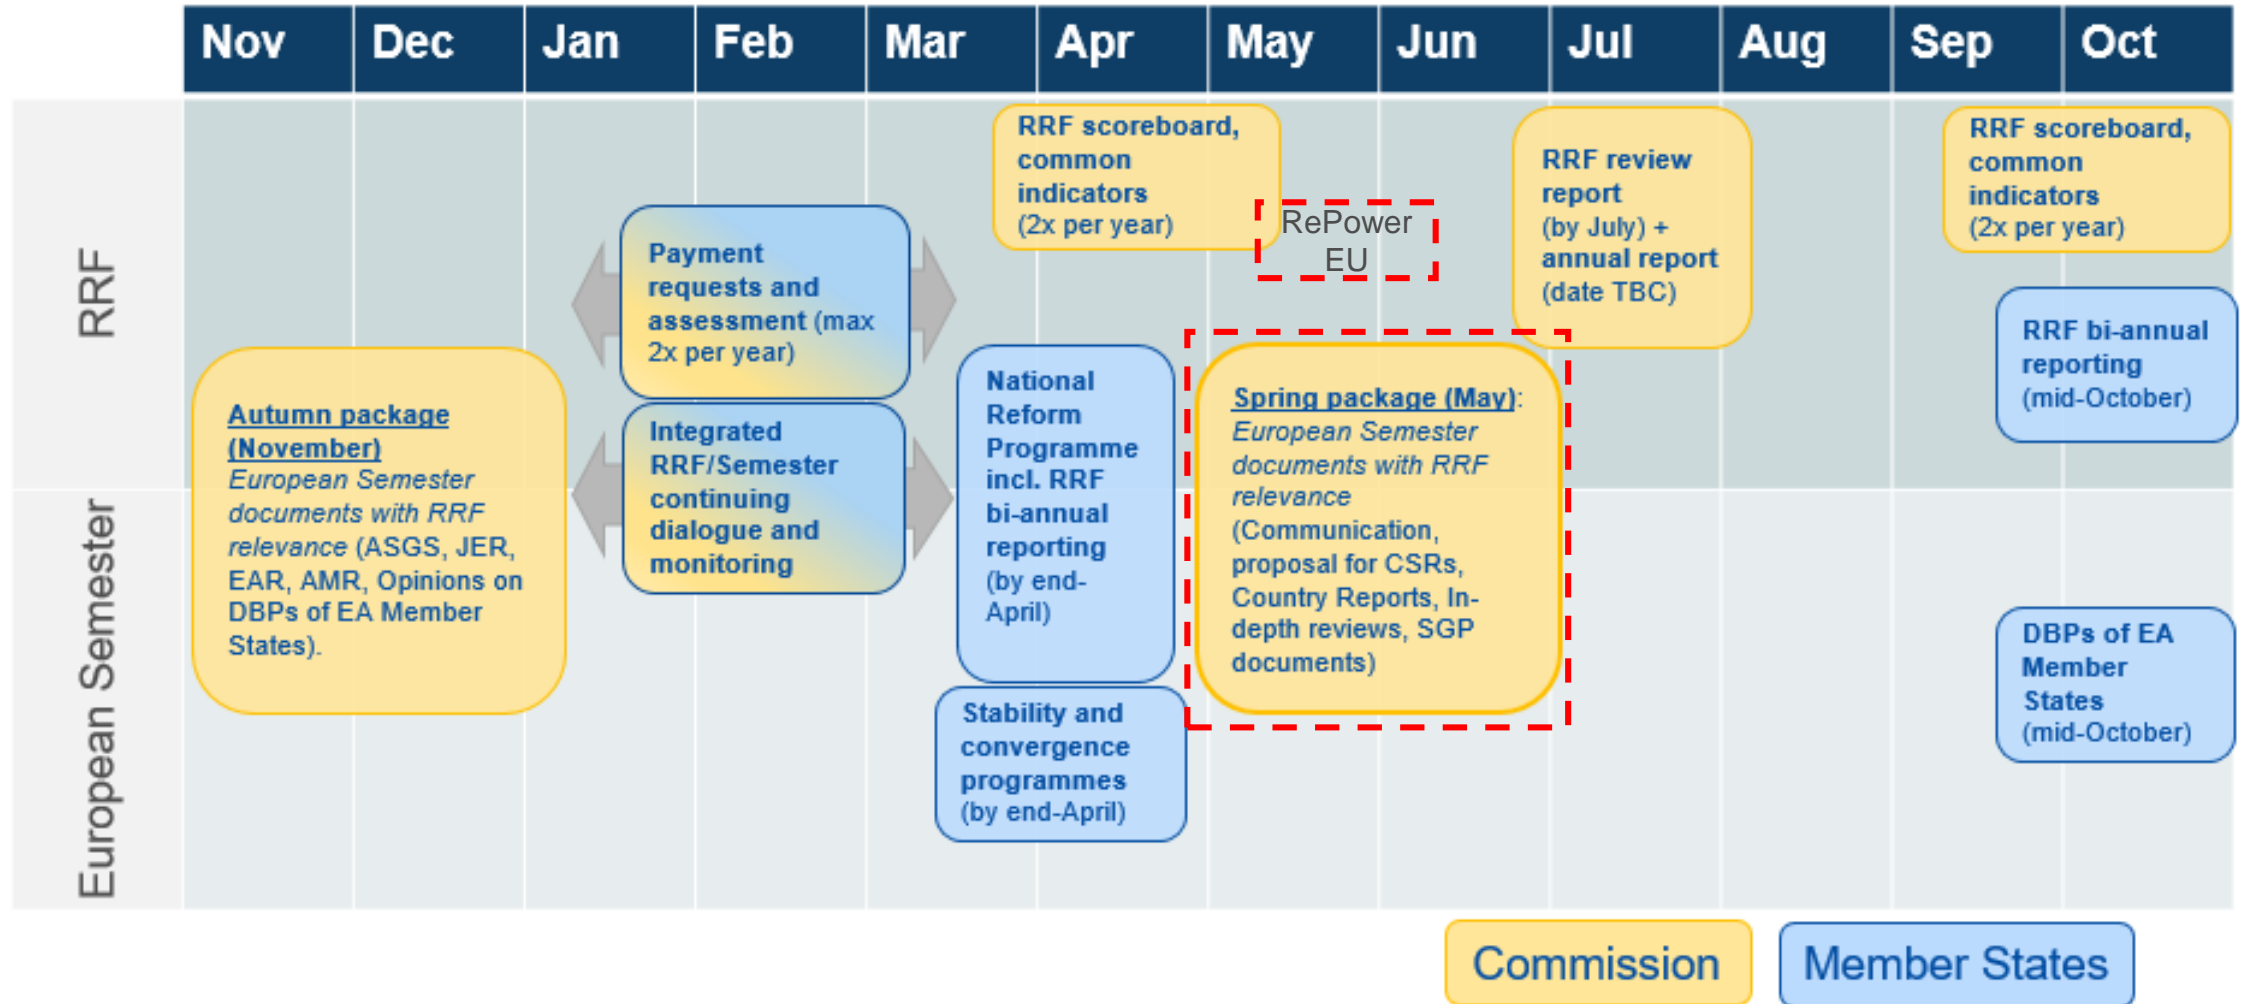 Nov Dec Jan Feb Mar Apr May Jun Jul Aug Sep Oct
RRF
European Semester
Autumn package
(November)
European Semester
documents with RRF
relevance (ASGS, JER,
EAR, AMR, Opinions on
DBPs of EA Member
States).
Payment
requests and
assessment (max
2x per year)
Integrated
RRF/Semester
continuing
dialogue and
monitoring
RRF scoreboard,
common
indicators
(2x per year)
National
Reform
Programme
incl. RRF
bi-annual
reporting
(by end-
April)
Stability and
convergence
programmes
(by end-April)
RePower
EU
Spring package (May):
European Semester
documents with RRF
relevance
(Communication,
proposal for CSRs,
Country Reports, In-
depth reviews, SGP
documents)
RRF review
report
(by July) +
annual report
(date TBC)
RRF scoreboard,
common
indicators
(2x per year)
RRF bi-annual
reporting
(mid-October)
DBPs of EA
Member
States
(mid-October)
Commission
Member States